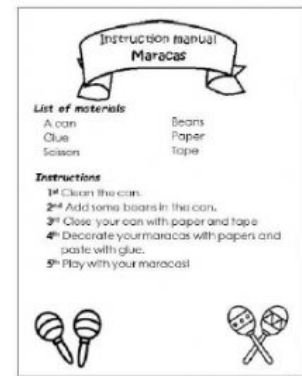 Instruction manual
Maracas
List of materials
A can Beans
Glue Paper
Scissors Tape
Instructions
1st Clean the can.
2nd Add some beans in the can.
3rd Close your can with paper and tape
4th Decorate your maracas with papers and
paste with glue.
5th Play with your maracas!